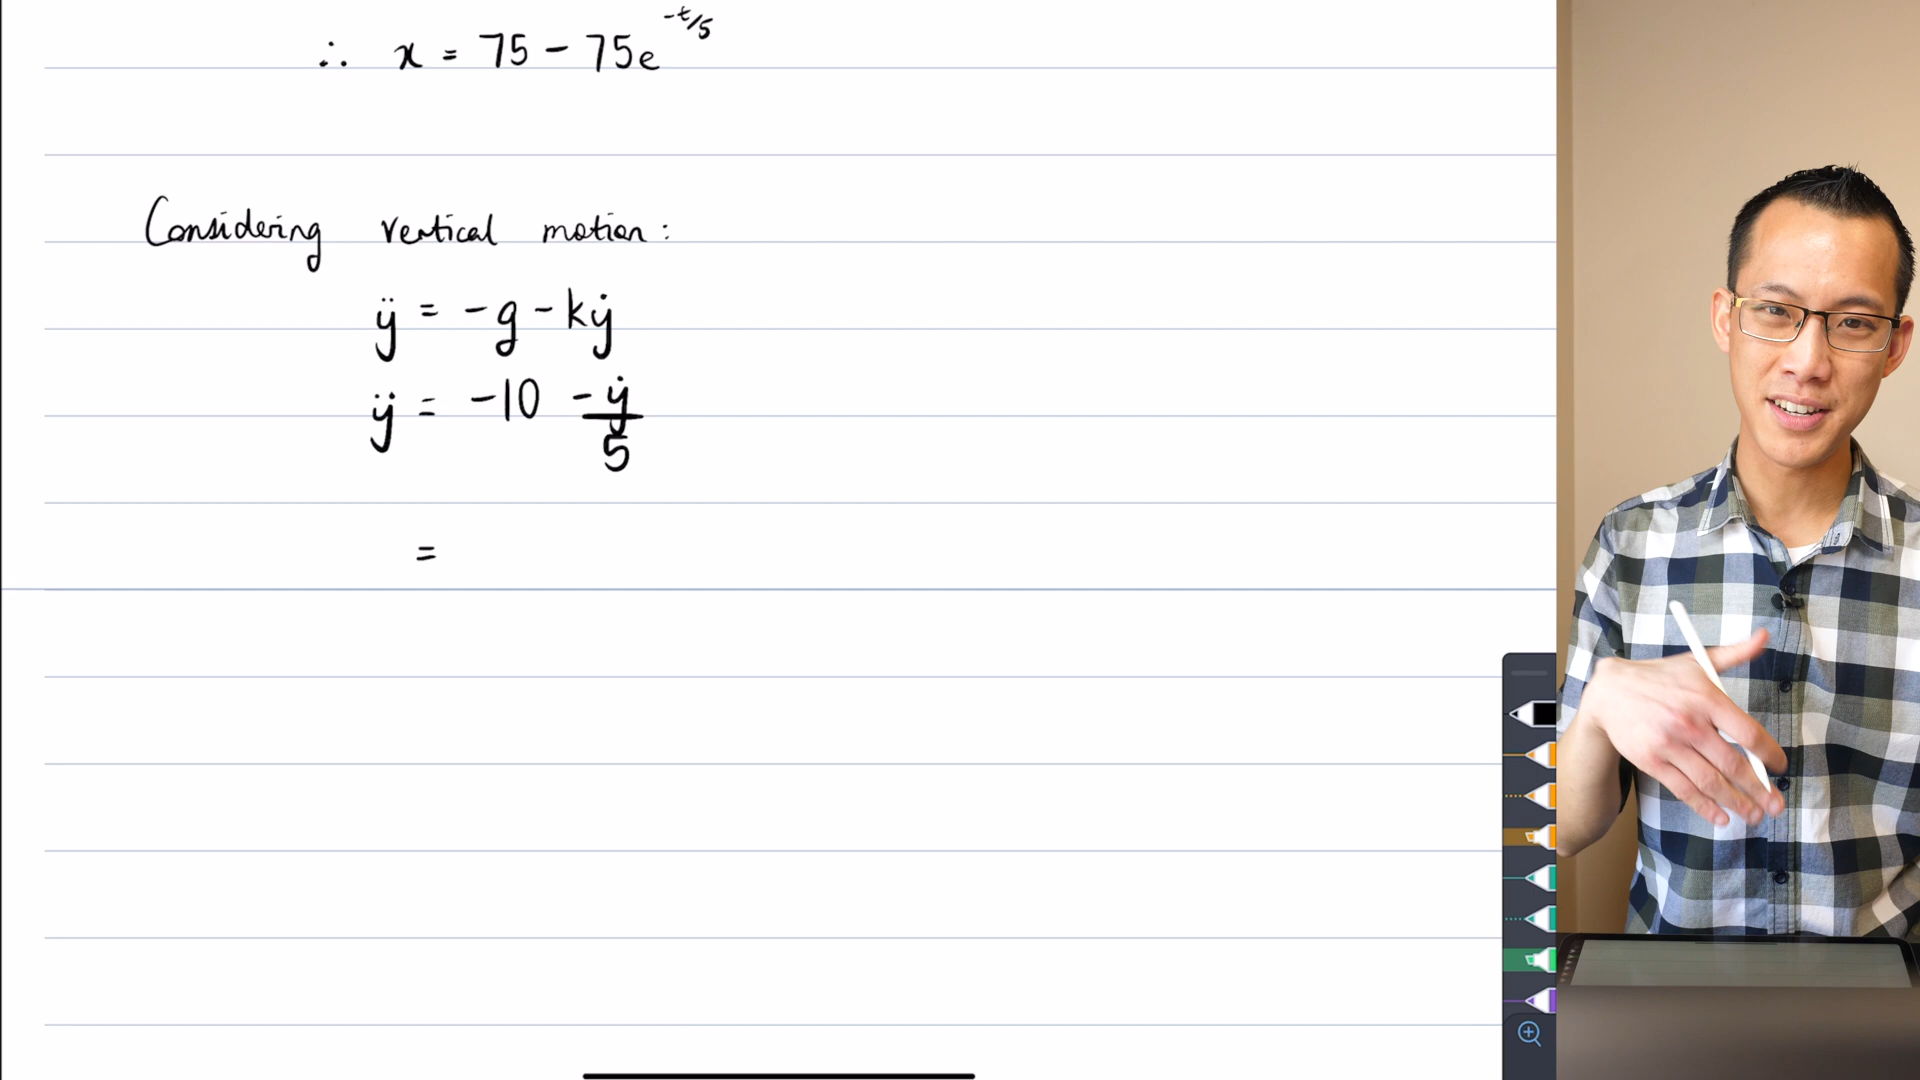 ∴ x = 75 - 75e^{-t/5}
Considering vertical motion:
ÿ = -g - kẏ
ÿ = -10 - ẏ/5
=